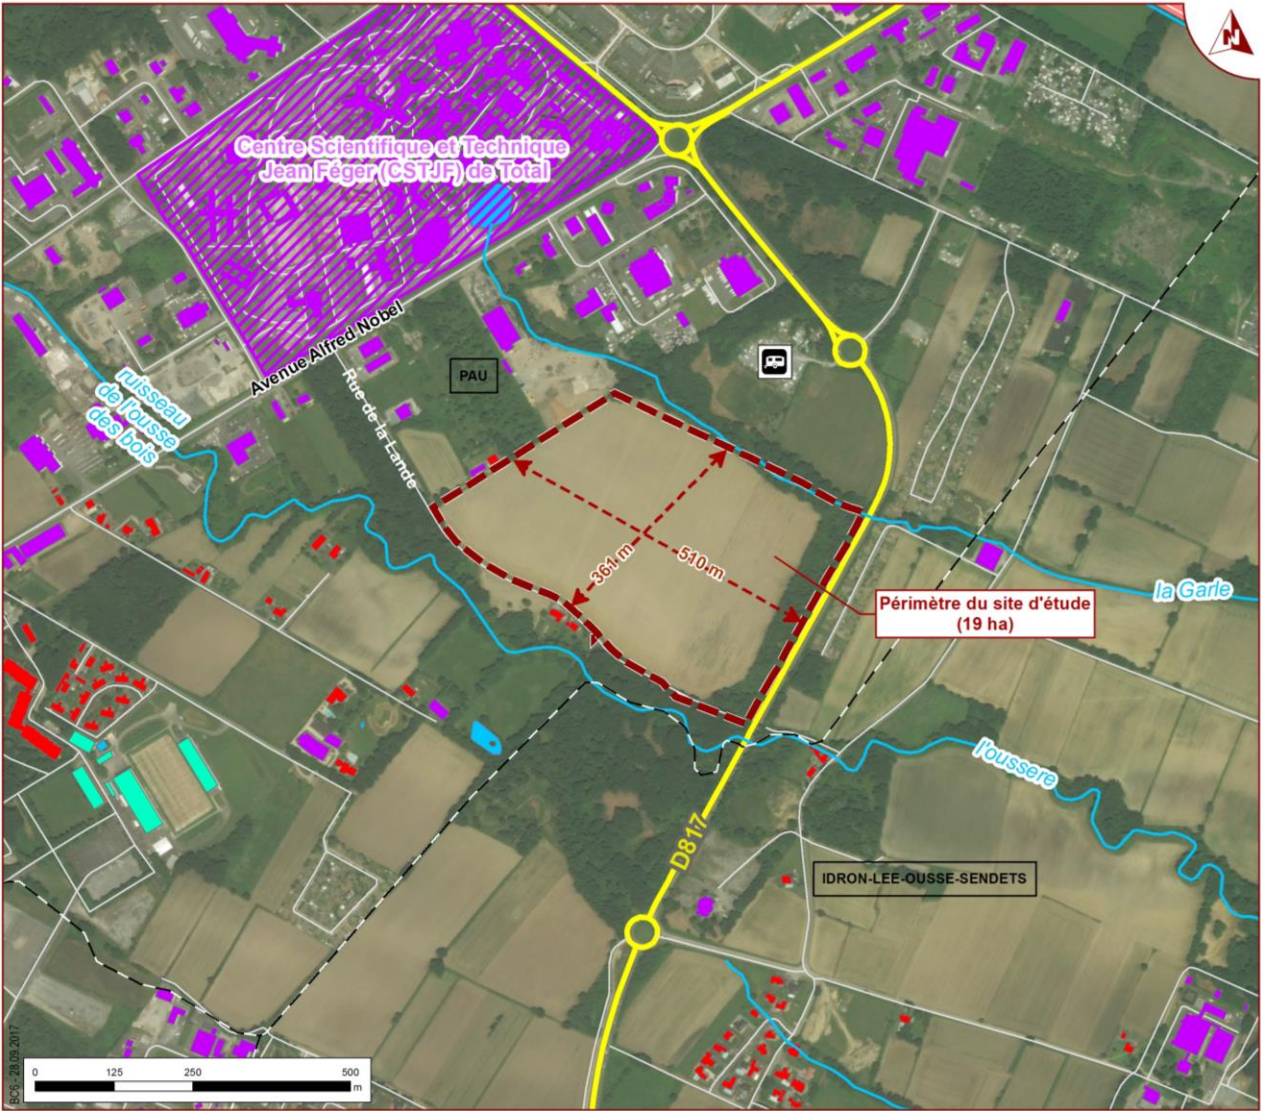 N
Centre Scientifique et Technique
Jean Féger (CSTJF) de Total
Avenue Alfred Nobel
PAU
Rue de la Lande
ruisseau
de l'ousse
des bois
361 m
510 m
Périmètre du site d'étude
(19 ha)
la Garle
l'oussere
D817
IDRON-LEE-OUSSE-SENDETS
BC6 - 28.09.2017
0 125 250 500
m